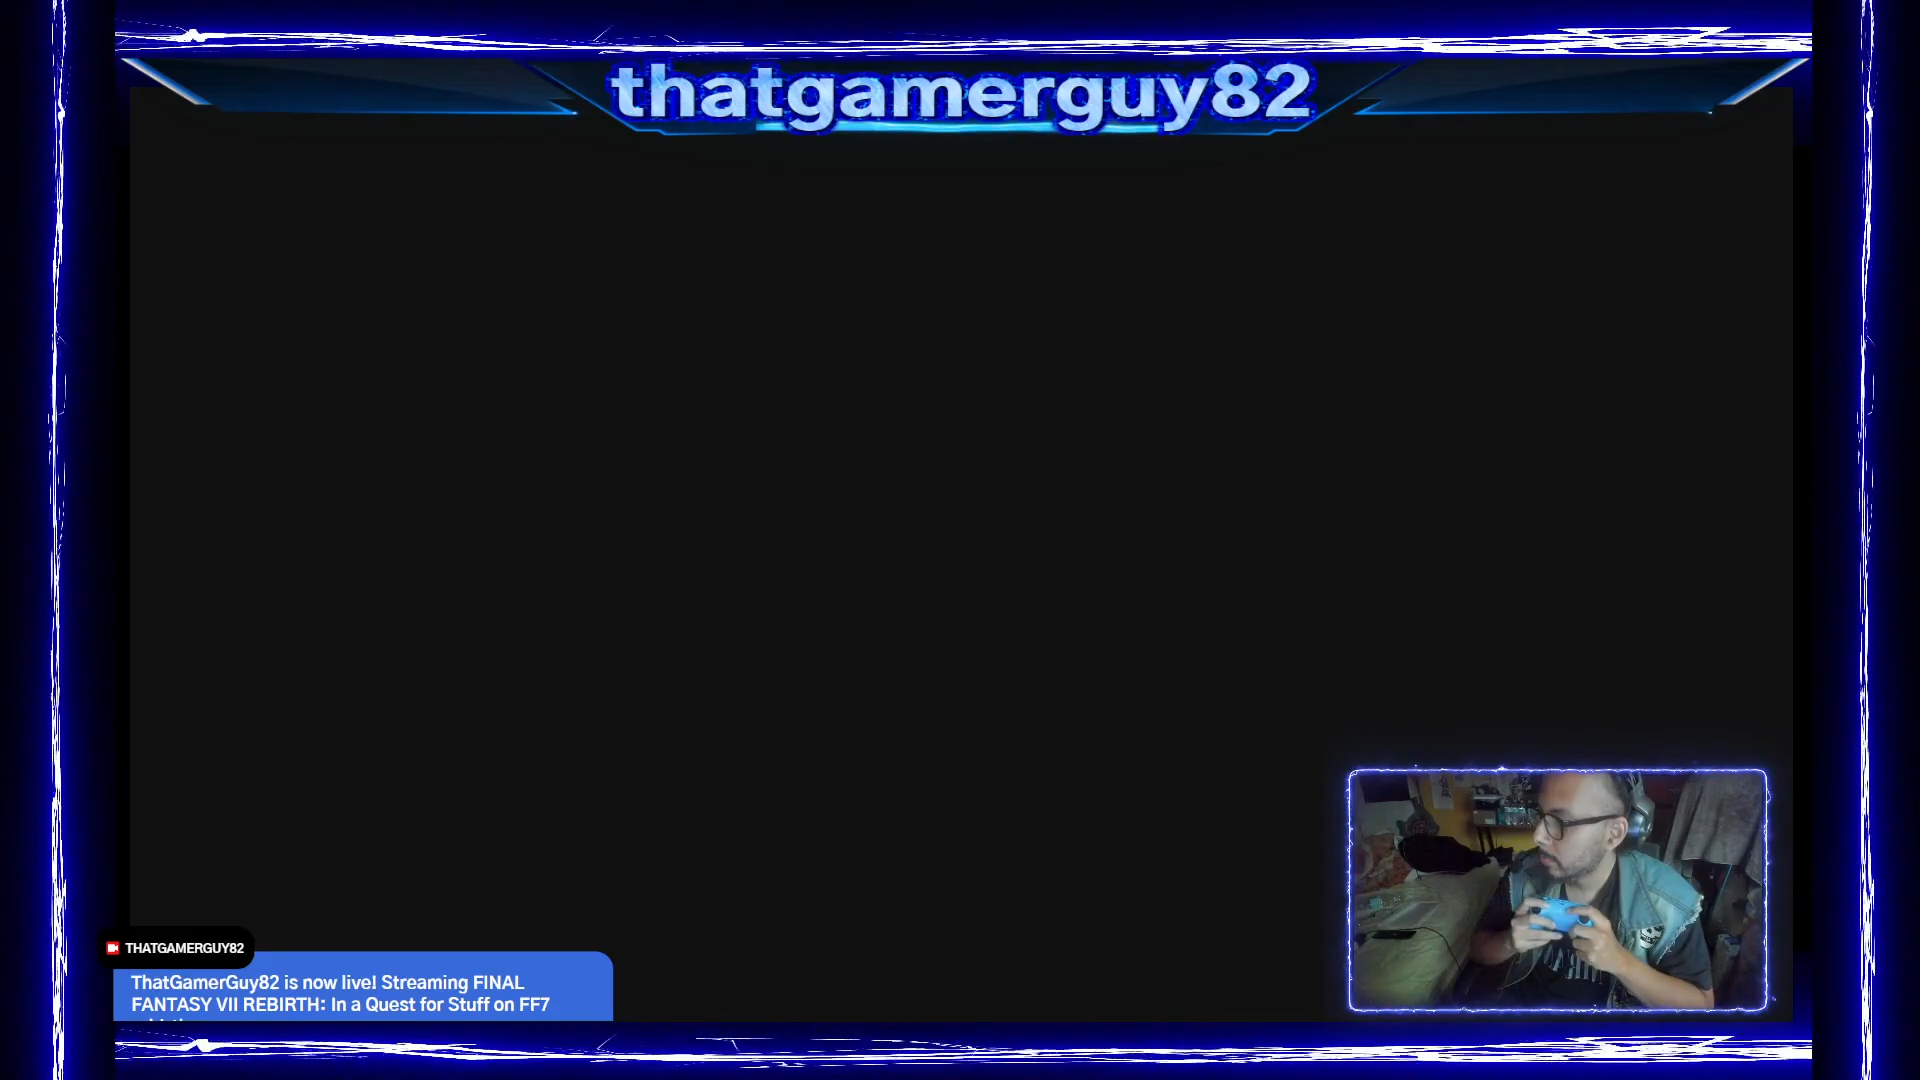 thatgamerguy82
THATGAMERGUY82
ThatGamerGuy82 is now live! Streaming FINAL
FANTASY VII REBIRTH: In a Quest for Stuff on FF7